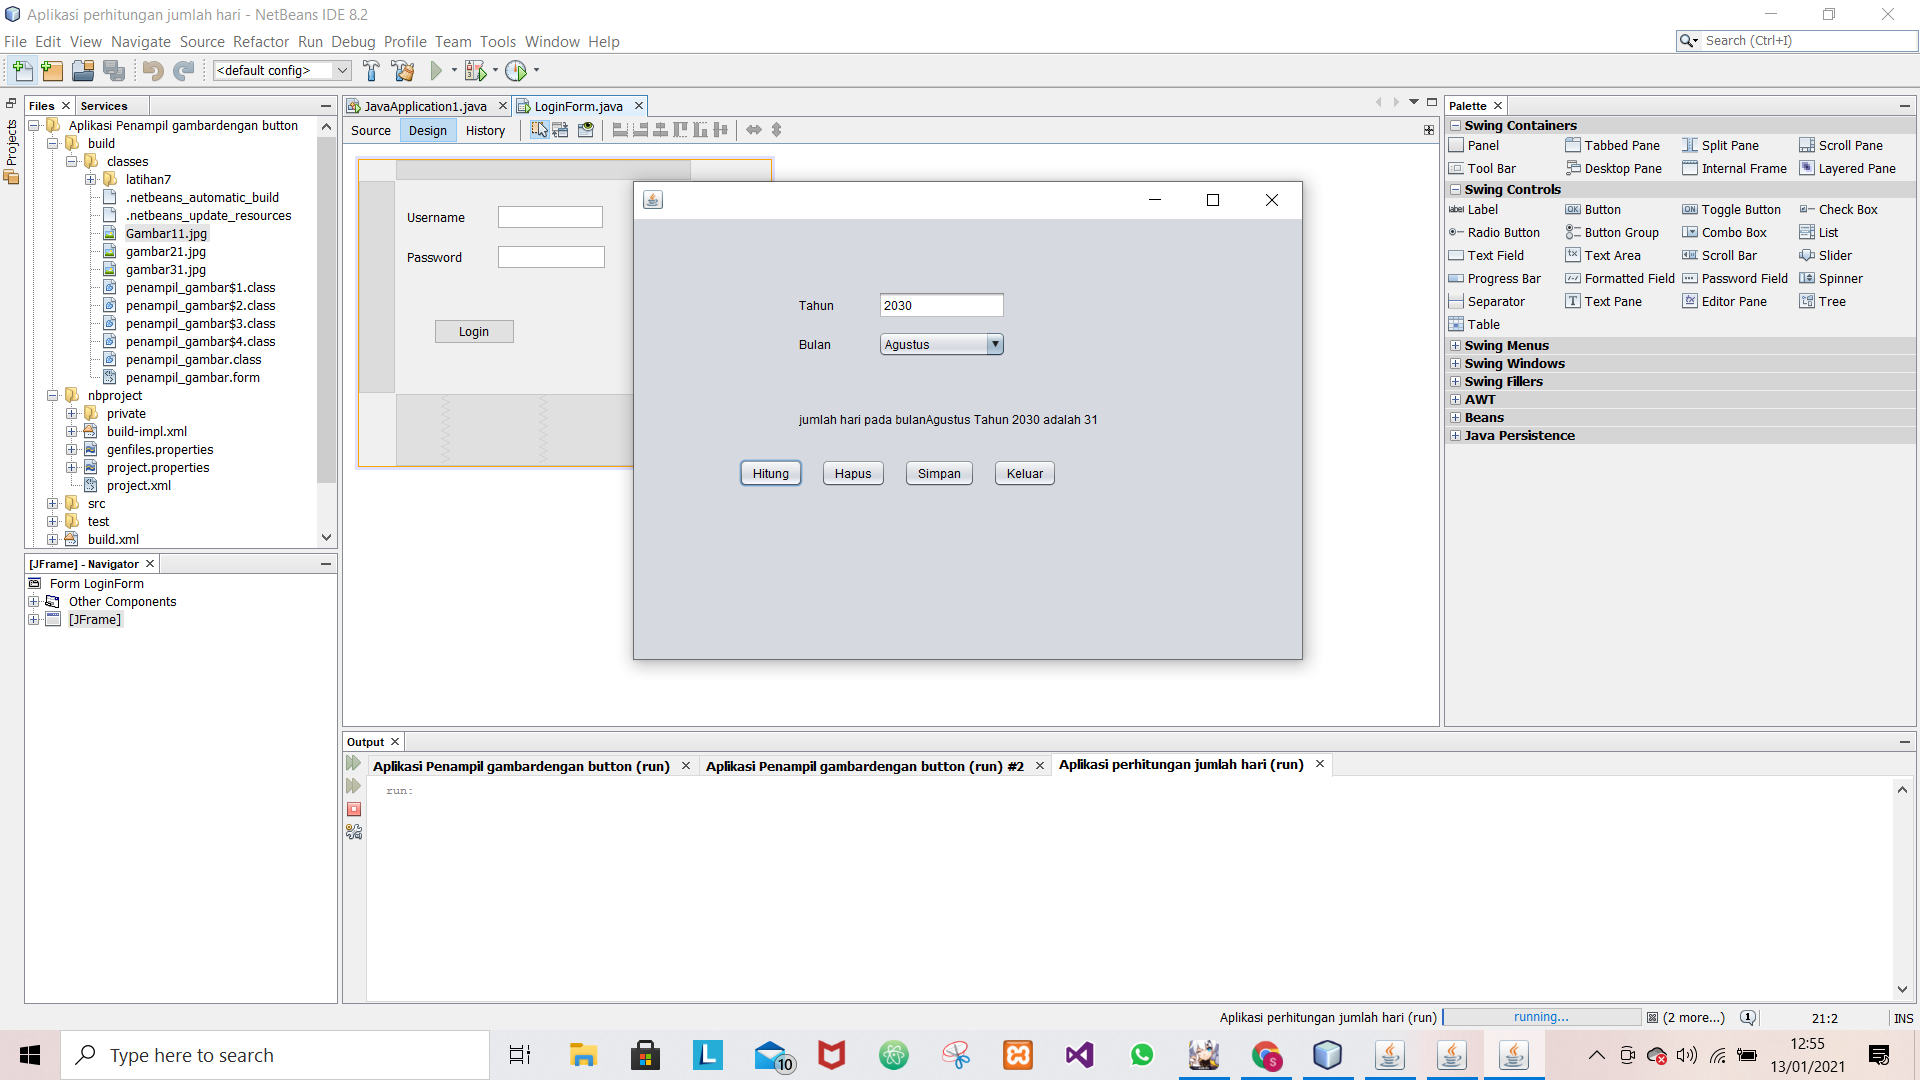 Aplikasi perhitungan jumlah hari - NetBeans IDE 8.2
File Edit View Navigate Source Refactor Run Debug Profile Team Tools Window Help
Search (Ctrl+I)
<default config>
Projects
Files
Services
Aplikasi Penampil gambardengan button
build
classes
latihan7
.netbeans_automatic_build
.netbeans_update_resources
Gambar11.jpg
gambar21.jpg
gambar31.jpg
penampil_gambar$1.class
penampil_gambar$2.class
penampil_gambar$3.class
penampil_gambar$4.class
penampil_gambar.class
penampil_gambar.form
nbproject
private
build-impl.xml
genfiles.properties
project.properties
project.xml
src
test
build.xml
[JFrame] - Navigator
Form LoginForm
Other Components
[JFrame]
JavaApplication1.java
LoginForm.java
Source Design History
Username
Password
Login
Tahun 2030
Bulan Agustus
jumlah hari pada bulanAgustus Tahun 2030 adalah 31
Hitung Hapus Simpan Keluar
Palette
Swing Containers
Panel Tabbed Pane Split Pane Scroll Pane
Tool Bar Desktop Pane Internal Frame Layered Pane
Swing Controls
label Label OK Button ON Toggle Button Check Box
Radio Button Button Group Combo Box List
Text Field Text Area Scroll Bar Slider
Progress Bar Formatted Field Password Field Spinner
Separator Text Pane Editor Pane Tree
Table
Swing Menus
Swing Windows
Swing Fillers
AWT
Beans
Java Persistence
Output
Aplikasi Penampil gambardengan button (run)
Aplikasi Penampil gambardengan button (run) #2
Aplikasi perhitungan jumlah hari (run)
run:
Aplikasi perhitungan jumlah hari (run) running... (2 more...) 1 21:2 INS
Type here to search
L
10
S
12:55
13/01/2021